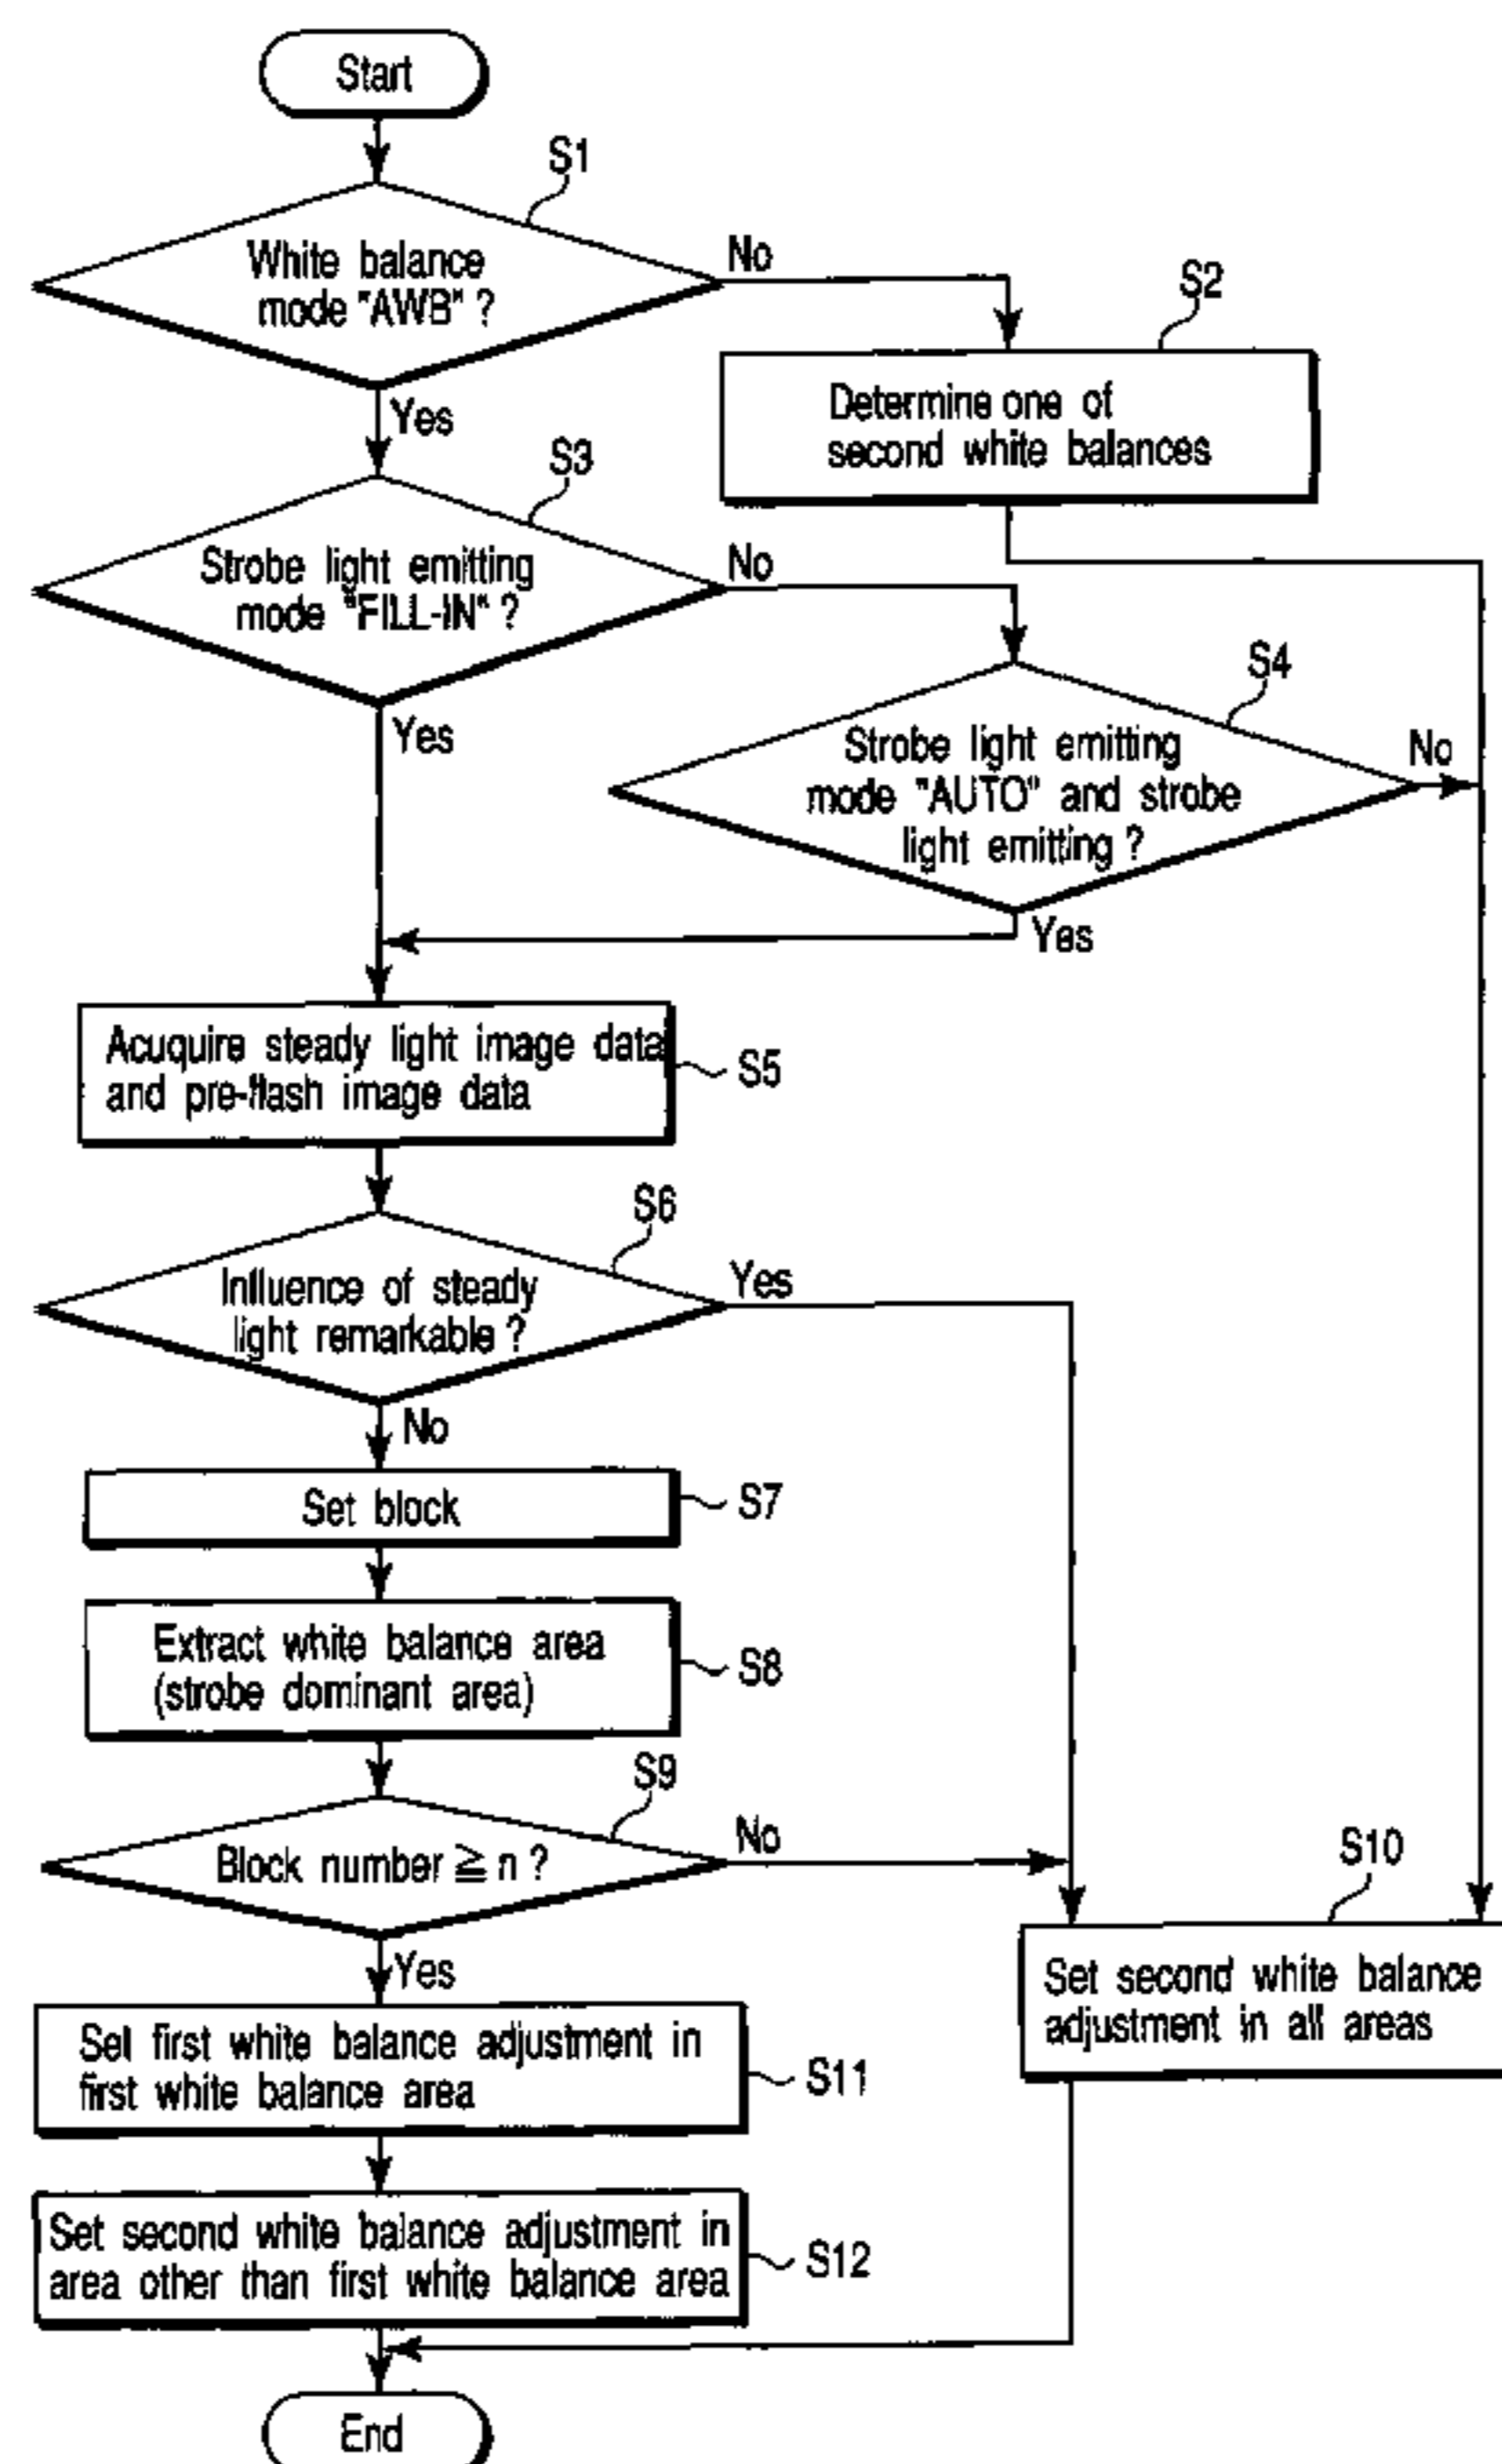 Start
S1
White balance
mode "AWB" ?
No
Yes
S2
Determine one of
second white balances
S3
Strobe light emitting
mode "FILL-IN" ?
No
Yes
S4
Strobe light emitting
mode "AUTO" and strobe
light emitting ?
No
Yes
Acuquire steady light image data
and pre-flash image data
S5
S6
Influence of steady
light remarkable ?
Yes
No
Set block
S7
Extract white balance area
(strobe dominant area)
S8
S9
Block number ≧ n ?
No
Yes
S10
Set second white balance
adjustment in all areas
Set first white balance adjustment in
first white balance area
S11
Set second white balance adjustment in
area other than first white balance area
S12
End